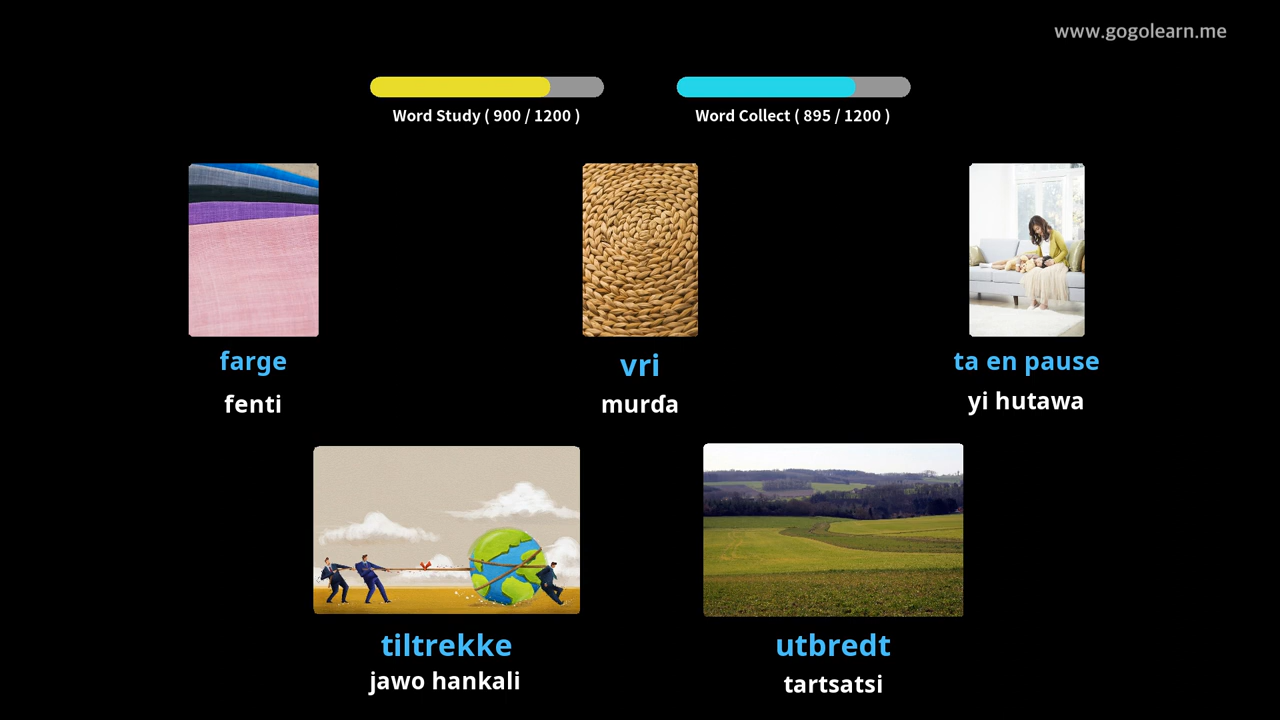 www.gogolearn.me
Word Study ( 900 / 1200 )
Word Collect ( 895 / 1200 )
farge
fenti
vri
murɗa
ta en pause
yi hutawa
tiltrekke
jawo hankali
utbredt
tartsatsi